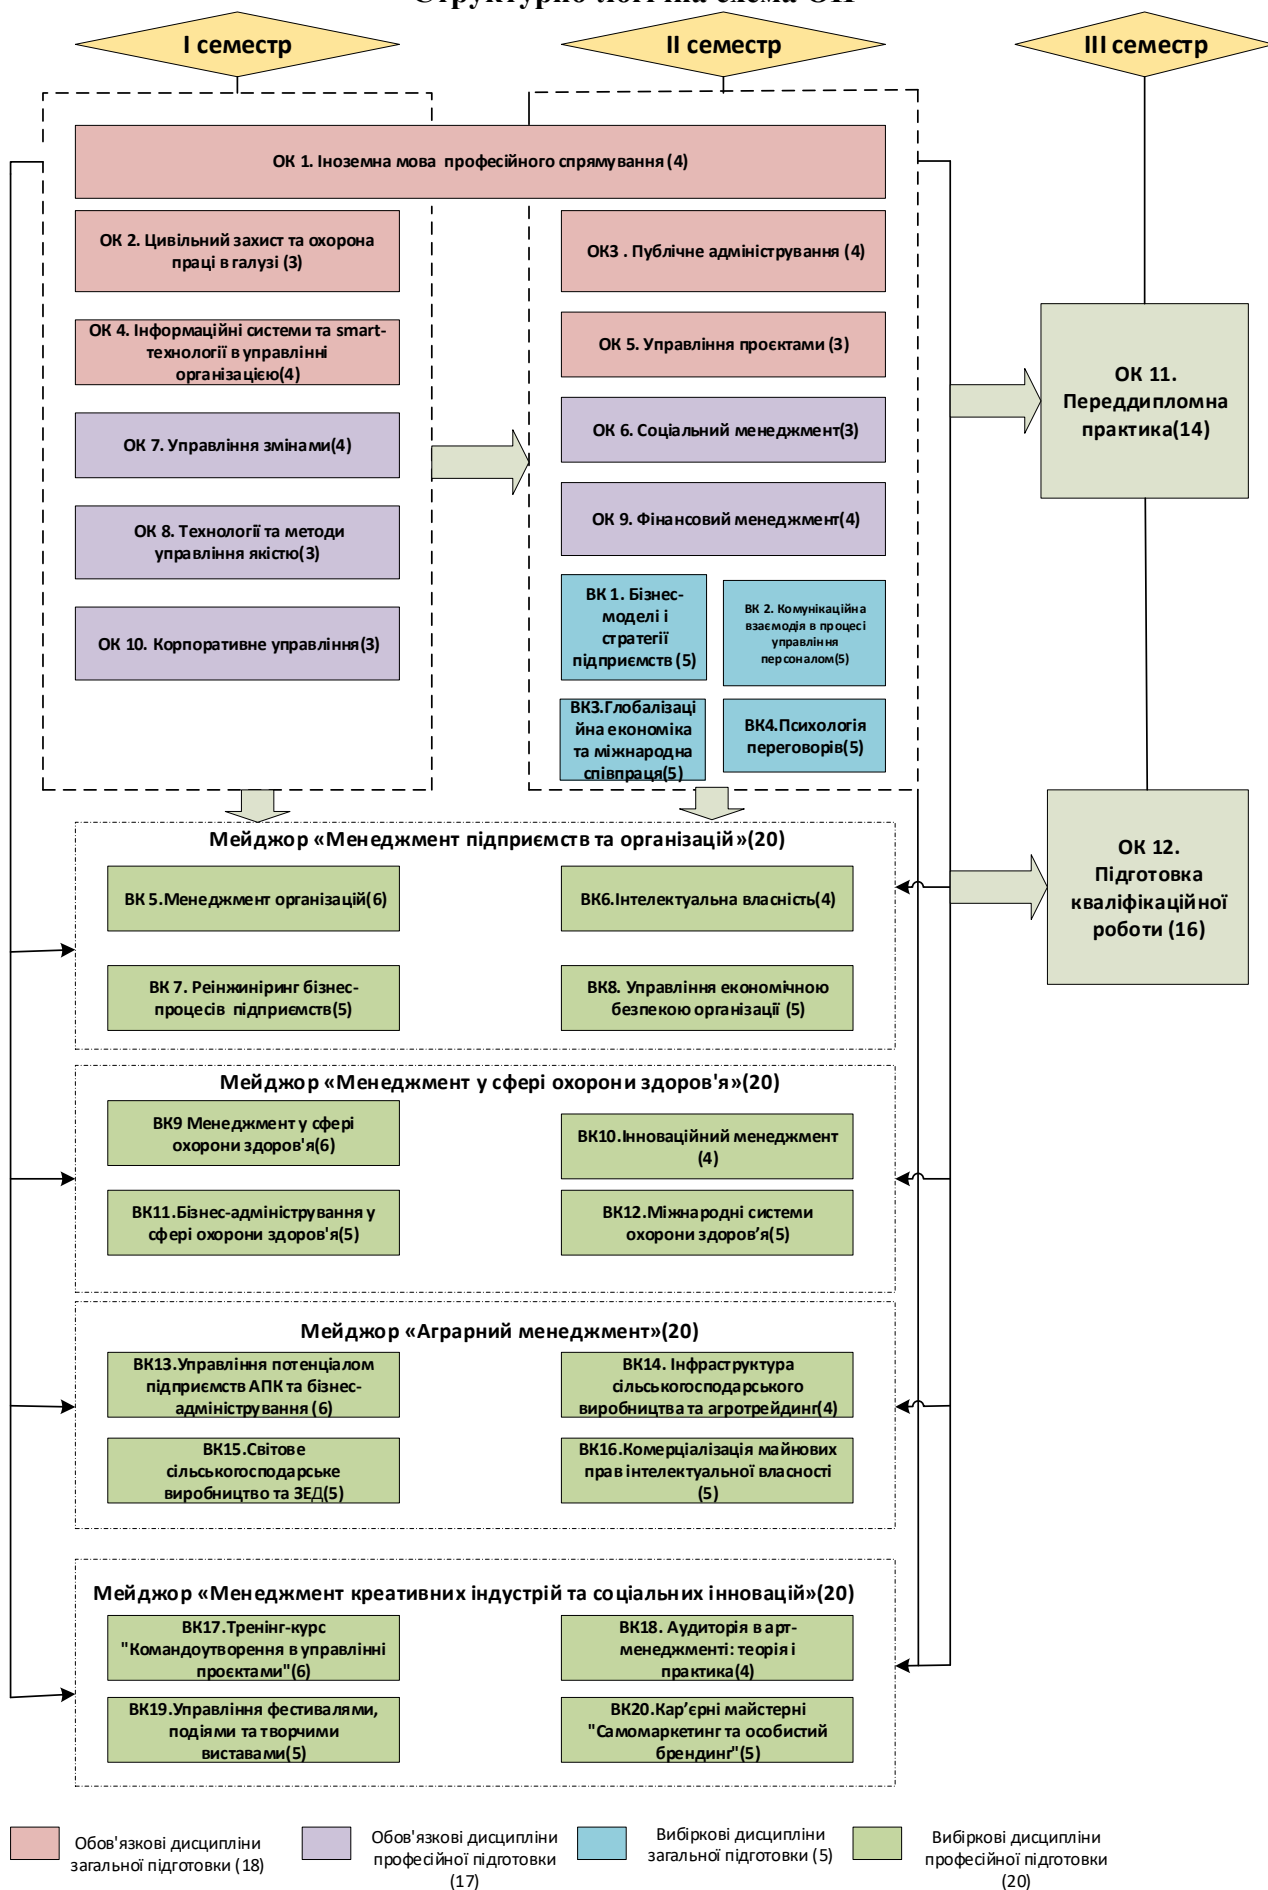 Структурно-логічна схема ОП
І семестр
ІІ семестр
ІІІ семестр
ОК 1. Іноземна мова професійного спрямування (4)
ОК 2. Цивільний захист та охорона
праці в галузі (3)
ОК3 . Публічне адміністрування (4)
ОК 4. Інформаційні системи та smart-
технології в управлінні
організацією(4)
ОК 5. Управління проєктами (3)
ОК 11.
Переддипломна
практика(14)
ОК 7. Управління змінами(4)
ОК 6. Соціальний менеджмент(3)
ОК 8. Технології та методи
управління якістю(3)
ОК 9. Фінансовий менеджмент(4)
ОК 10. Корпоративне управління(3)
ВК 1. Бізнес-
моделі і
стратегії
підприємств (5)
ВК 2. Комунікаційна
взаємодія в процесі
управління
персоналом(5)
ВК3.Глобалізаці
йна економіка
та міжнародна
співпраця(5)
ВК4.Психологія
переговорів(5)
Мейджор «Менеджмент підприємств та організацій»(20)
ВК 5.Менеджмент організацій(6)
ВК6.Інтелектуальна власність(4)
ОК 12.
Підготовка
кваліфікаційної
роботи (16)
ВК 7. Реінжиніринг бізнес-
процесів підприємств(5)
ВК8. Управління економічною
безпекою організації (5)
Мейджор «Менеджмент у сфері охорони здоров'я»(20)
ВК9 Менеджмент у сфері
охорони здоров'я(6)
ВК10.Інноваційний менеджмент
(4)
ВК11.Бізнес-адміністрування у
сфері охорони здоров'я(5)
ВК12.Міжнародні системи
охорони здоров’я(5)
Мейджор «Аграрний менеджмент»(20)
ВК13.Управління потенціалом
підприємств АПК та бізнес-
адміністрування (6)
ВК14. Інфраструктура
сільськогосподарського
виробництва та агротрейдинг(4)
ВК15.Світове
сільськогосподарське
виробництво та ЗЕД(5)
ВК16.Комерціалізація майнових
прав інтелектуальної власності
(5)
Мейджор «Менеджмент креативних індустрій та соціальних інновацій»(20)
ВК17.Тренінг-курс
"Командоутворення в управлінні
проєктами"(6)
ВК18. Аудиторія в арт-
менеджменті: теорія і
практика(4)
ВК19.Управління фестивалями,
подіями та творчими
виставами(5)
ВК20.Кар’єрні майстерні
"Самомаркетинг та особистий
брендинг"(5)
Обов'язкові дисципліни
загальної підготовки (18)
Обов'язкові дисципліни
професійної підготовки
(17)
Вибіркові дисципліни
загальної підготовки (5)
Вибіркові дисципліни
професійної підготовки
(20)